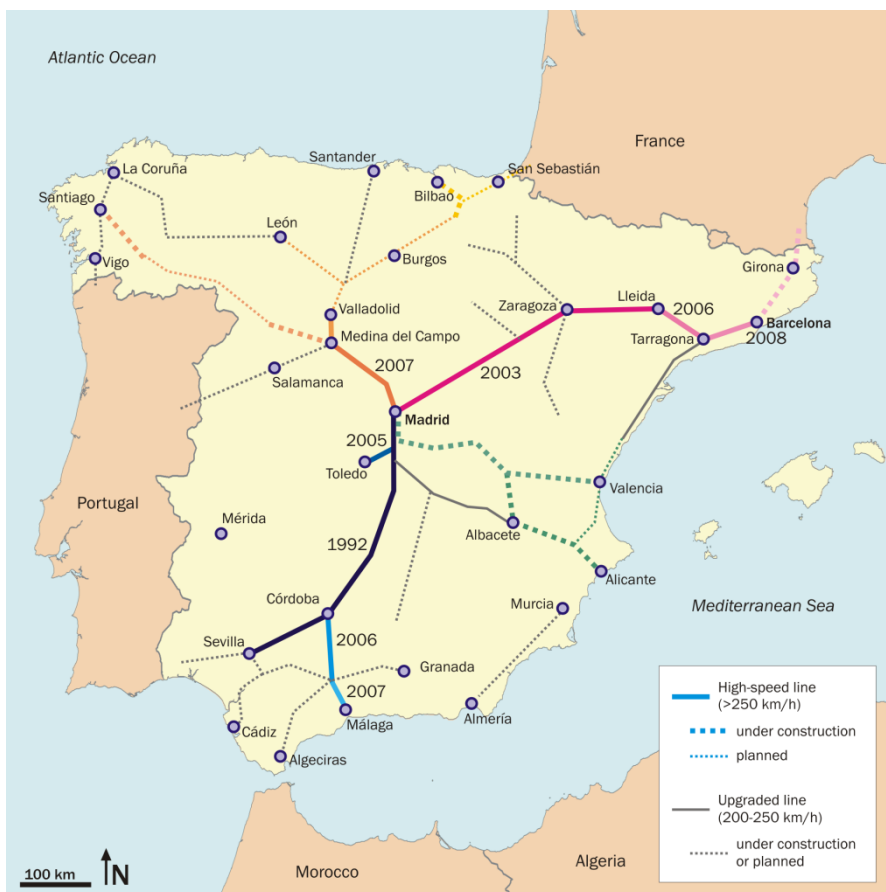 Atlantic Ocean
France
La Coruña
Santander
San Sebastián
Bilbao
Santiago
León
Burgos
Vigo
Girona
Valladolid
Zaragoza
Lleida
2006
Barcelona
Medina del Campo
Tarragona
2008
2007
2003
Salamanca
Madrid
2005
Toledo
Valencia
Portugal
Mérida
Albacete
1992
Alicante
Córdoba
Murcia
Mediterranean Sea
Sevilla
2006
Granada
2007
Cádiz
Málaga
Almería
Algeciras
High-speed line
(>250 km/h)
under construction
planned
Upgraded line
(200-250 km/h)
under construction
or planned
100 km
N
Morocco
Algeria